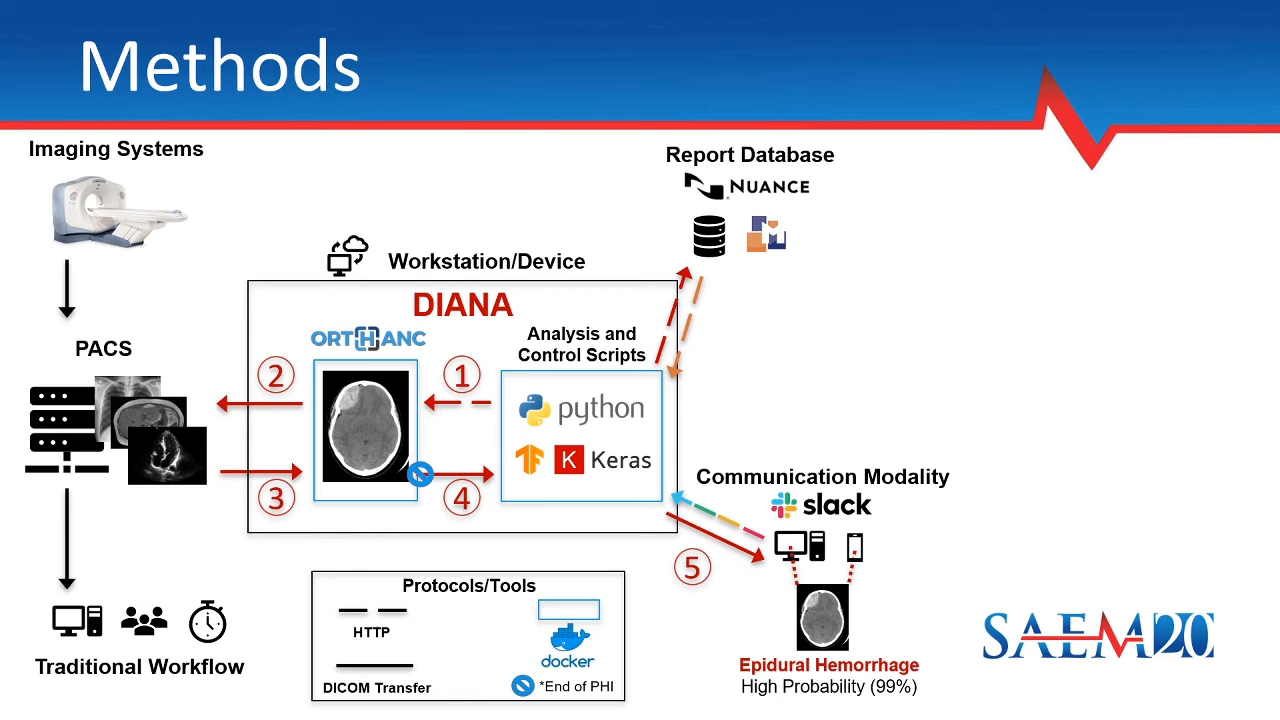 Methods
Imaging Systems
Report Database
NUANCE
Workstation/Device
DIANA
ORTHANC
Analysis and
Control Scripts
PACS
2
1
python
K Keras
3
4
Communication Modality
slack
5
Protocols/Tools
HTTP
docker
DICOM Transfer
*End of PHI
Traditional Workflow
Epidural Hemorrhage
High Probability (99%)
SAEM20